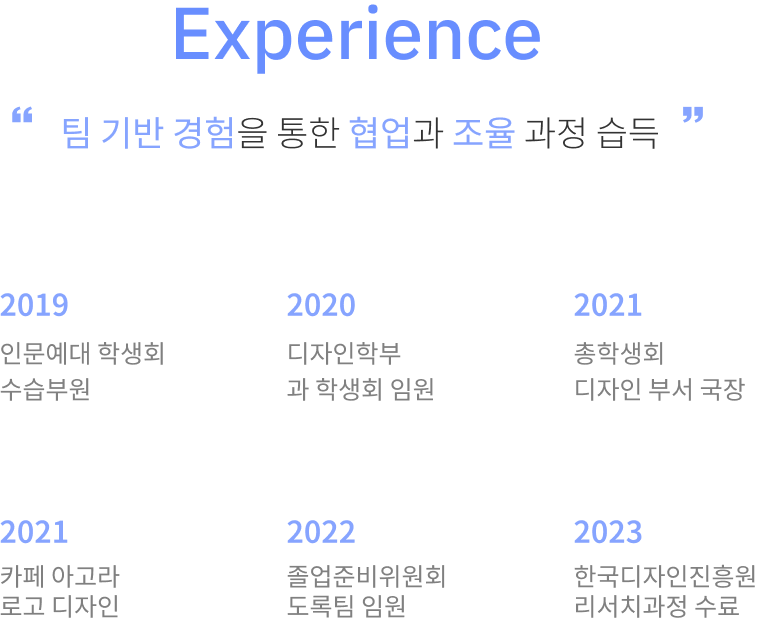 Experience
“ 팀 기반 경험을 통한 협업과 조율 과정 습득 ”
2019
인문예대 학생회
수습부원
2020
디자인학부
과 학생회 임원
2021
총학생회
디자인 부서 국장
2021
카페 아고라
로고 디자인
2022
졸업준비위원회
도록팀 임원
2023
한국디자인진흥원
리서치과정 수료